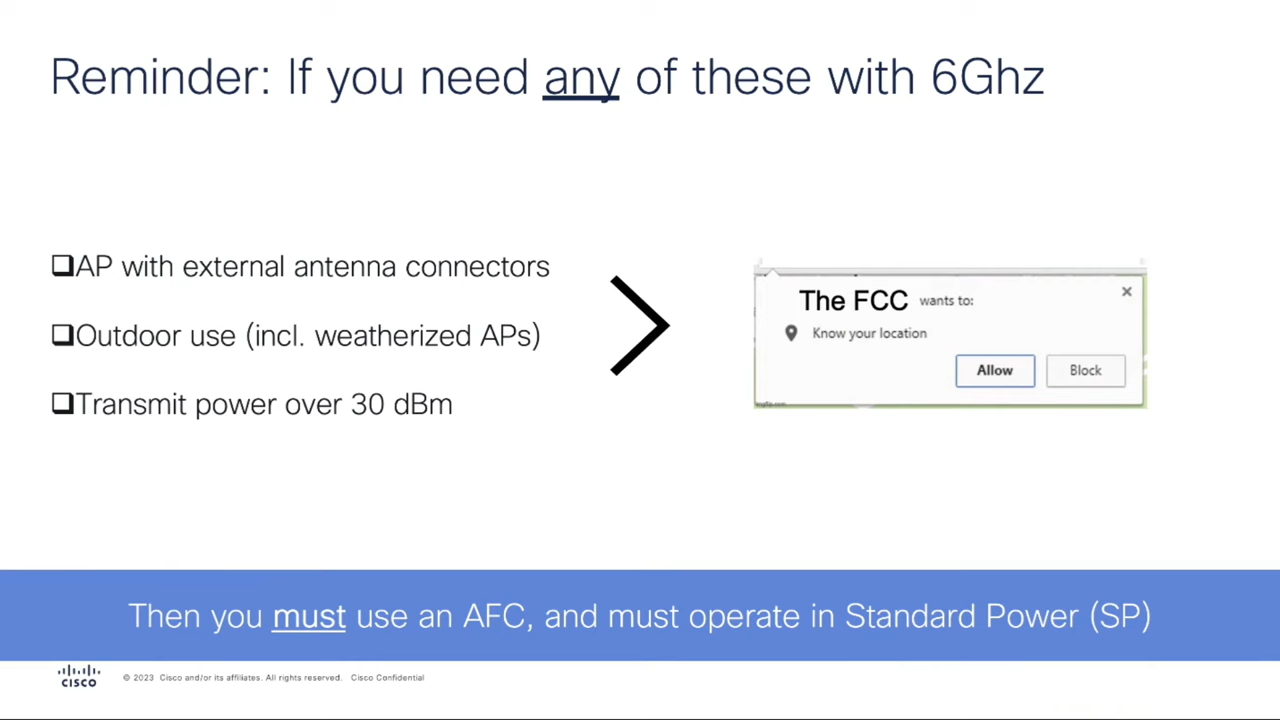 Reminder: If you need any of these with 6Ghz
❑AP with external antenna connectors
❑Outdoor use (incl. weatherized APs)
❑Transmit power over 30 dBm
The FCC wants to:
Know your location
Allow Block
imgflip.com
Then you must use an AFC, and must operate in Standard Power (SP)
CISCO
© 2023 Cisco and/or its affiliates. All rights reserved. Cisco Confidential